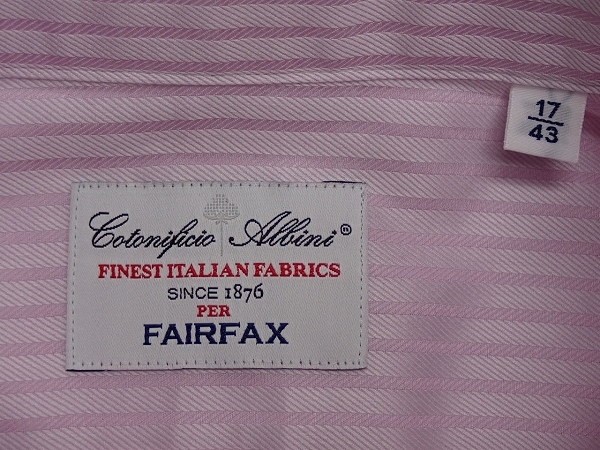 17
43
Cotonificio Albini®
FINEST ITALIAN FABRICS
SINCE 1876
PER
FAIRFAX